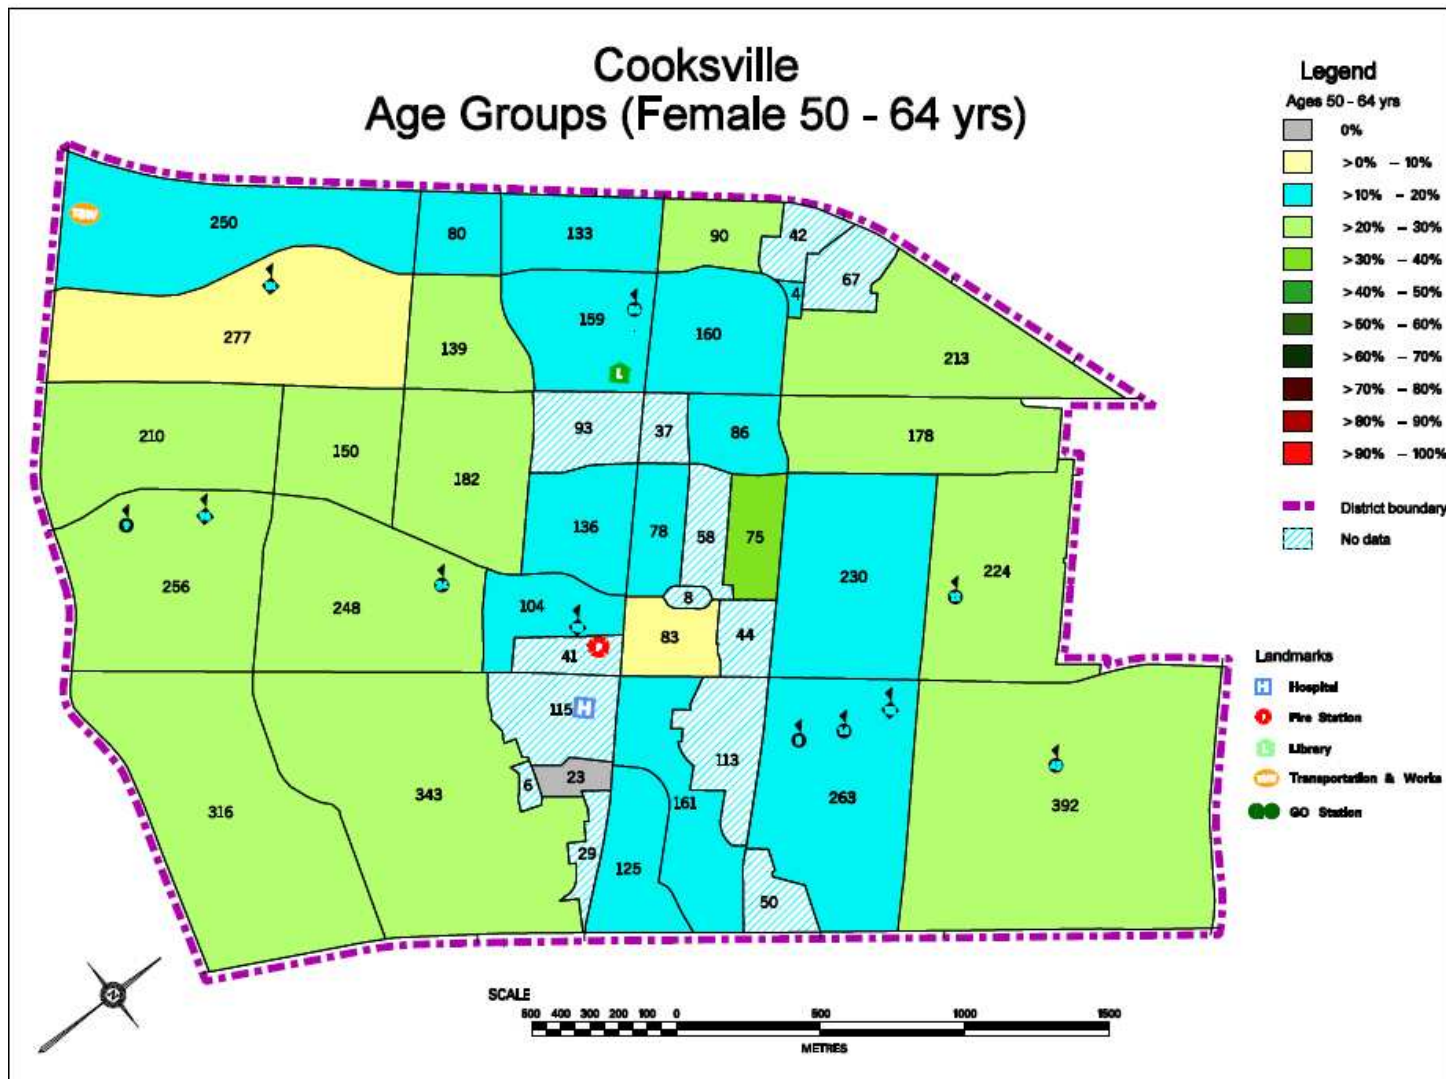 Cooksville
Age Groups (Female 50 - 64 yrs)
Legend
Ages 50 - 64 yrs
0%
>0% - 10%
>10% - 20%
>20% - 30%
>30% - 40%
>40% - 50%
>50% - 60%
>60% - 70%
>70% - 80%
>80% - 90%
>90% - 100%
District boundary
No data
Landmarks
H Hospital
Fire Station
L Library
T&W Transportation & Works
GO Station
T&W
250
80
133
90
42
67
4
277
139
159
160
213
L
210
150
182
93
37
86
178
136
78
58
75
230
224
256
248
104
8
83
44
41
115
H
113
316
343
6
23
161
263
392
29
125
50
SCALE
500 400 300 200 100 0 500 1000 1500
METRES